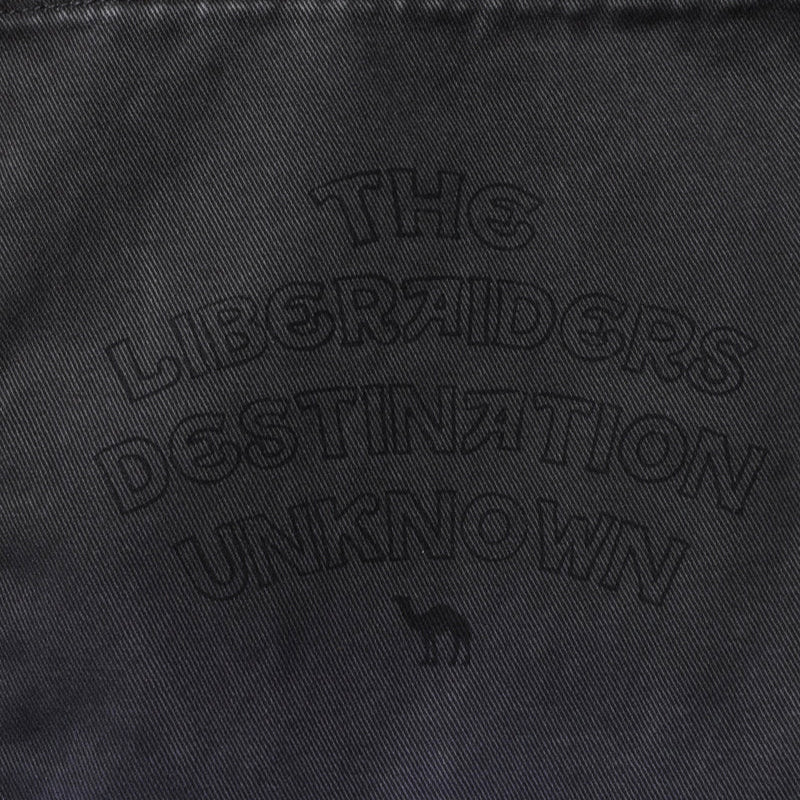 THE
LIBERAIDERS
DESTINATION
UNKNOWN